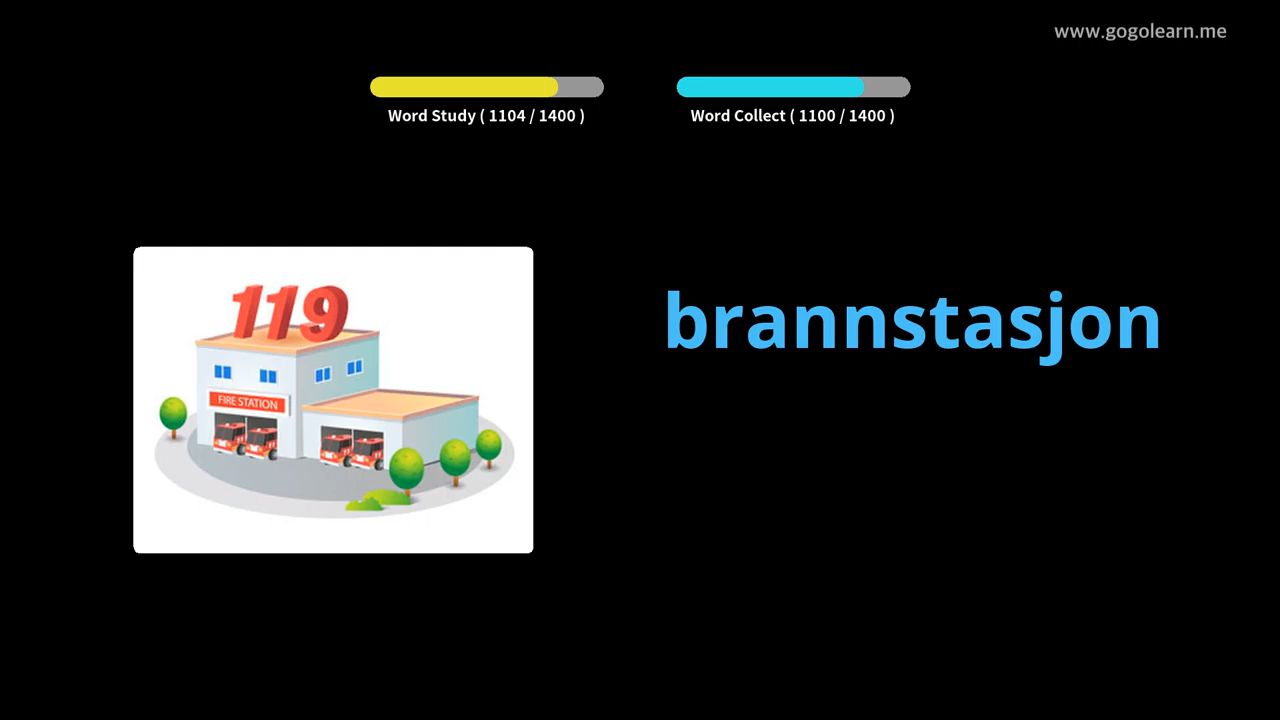 www.gogolearn.me
Word Study ( 1104 / 1400 )
Word Collect ( 1100 / 1400 )
119
FIRE STATION
brannstasjon